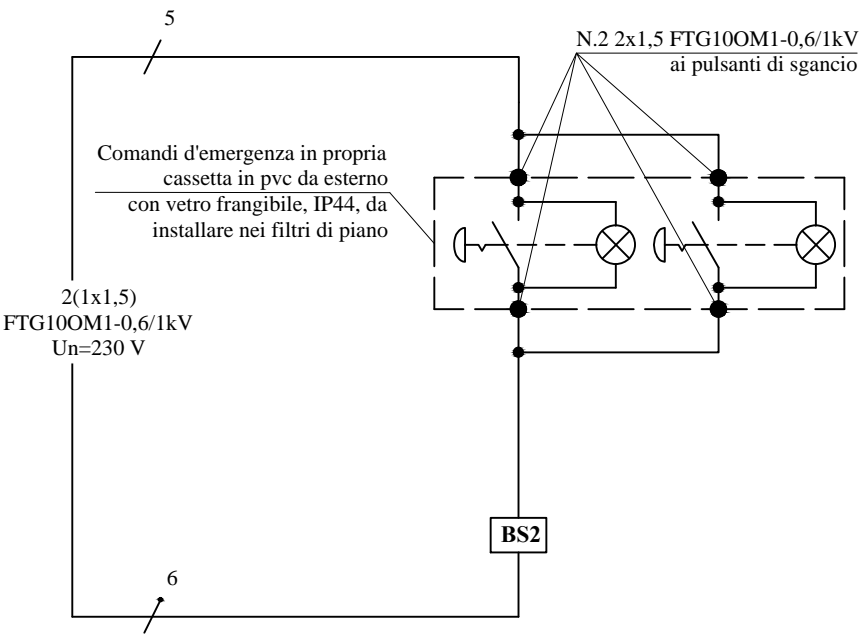 5
N.2 2x1,5 FTG10OM1-0,6/1kV
ai pulsanti di sgancio
Comandi d'emergenza in propria
cassetta in pvc da esterno
con vetro frangibile, IP44, da
installare nei filtri di piano
2(1x1,5)
FTG10OM1-0,6/1kV
Un=230 V
BS2
6